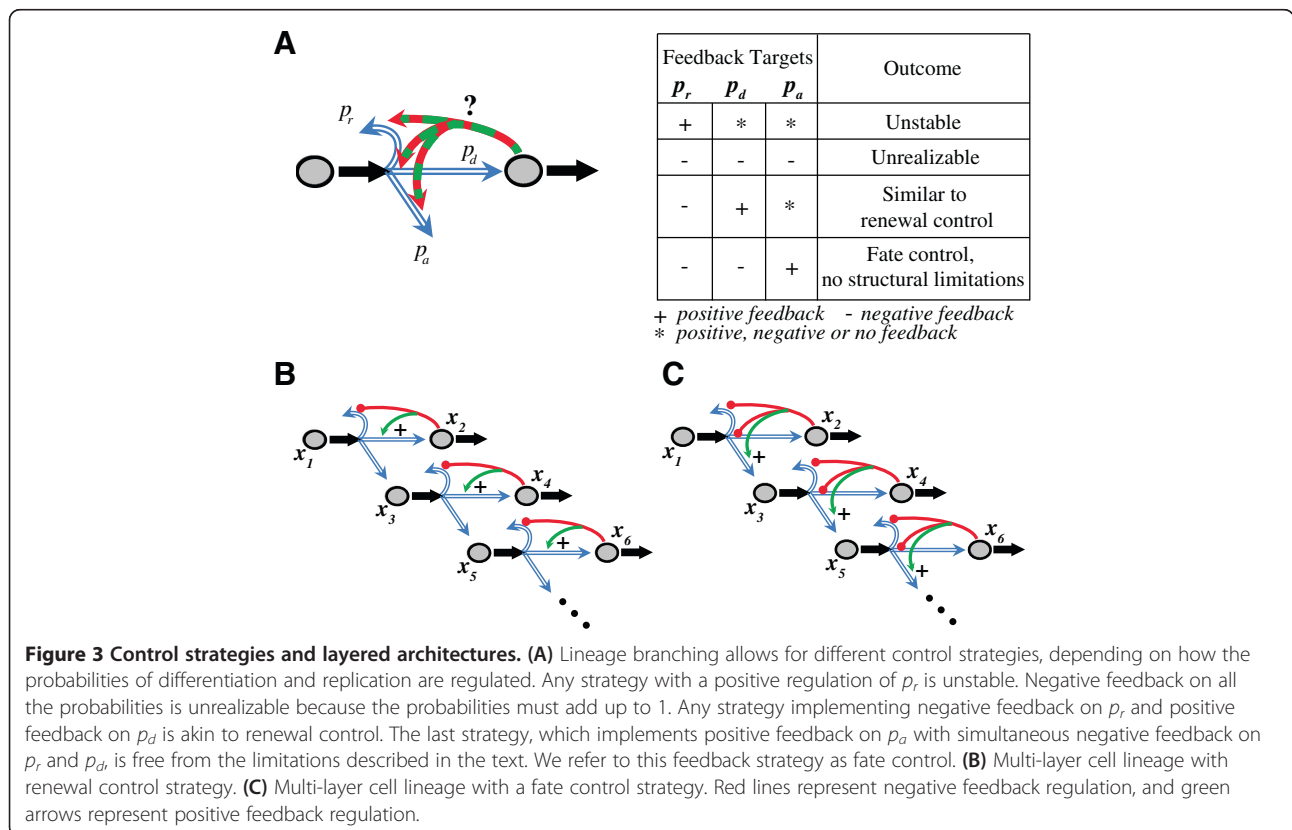 A
?
p_r
p_d
p_a
Feedback Targets
Outcome
p_r p_d p_a
+ * * Unstable
- - - Unrealizable
- + * Similar to
renewal control
- - + Fate control,
no structural limitations
+ positive feedback - negative feedback
* positive, negative or no feedback
B
x_1
+
x_2
x_3
+
x_4
x_5
+
x_6
C
x_1
+
x_2
x_3
+
x_4
x_5
+
x_6
Figure 3 Control strategies and layered architectures. (A) Lineage branching allows for different control strategies, depending on how the
probabilities of differentiation and replication are regulated. Any strategy with a positive regulation of p_r is unstable. Negative feedback on all
the probabilities is unrealizable because the probabilities must add up to 1. Any strategy implementing negative feedback on p_r and positive
feedback on p_d is akin to renewal control. The last strategy, which implements positive feedback on p_a with simultaneous negative feedback on
p_r and p_d, is free from the limitations described in the text. We refer to this feedback strategy as fate control. (B) Multi-layer cell lineage with
renewal control strategy. (C) Multi-layer cell lineage with a fate control strategy. Red lines represent negative feedback regulation, and green
arrows represent positive feedback regulation.